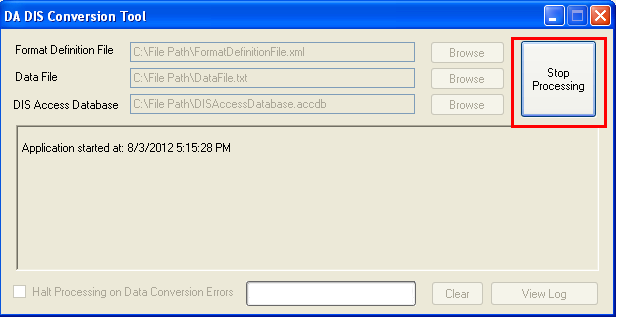 DA DIS Conversion Tool
Format Definition File C:\File Path\FormatDefinitionFile.xml Browse
Data File C:\File Path\DataFile.txt Browse
DIS Access Database C:\File Path\DISAccessDatabase.accdb Browse
Stop
Processing
Application started at: 8/3/2012 5:15:28 PM
Halt Processing on Data Conversion Errors Clear View Log